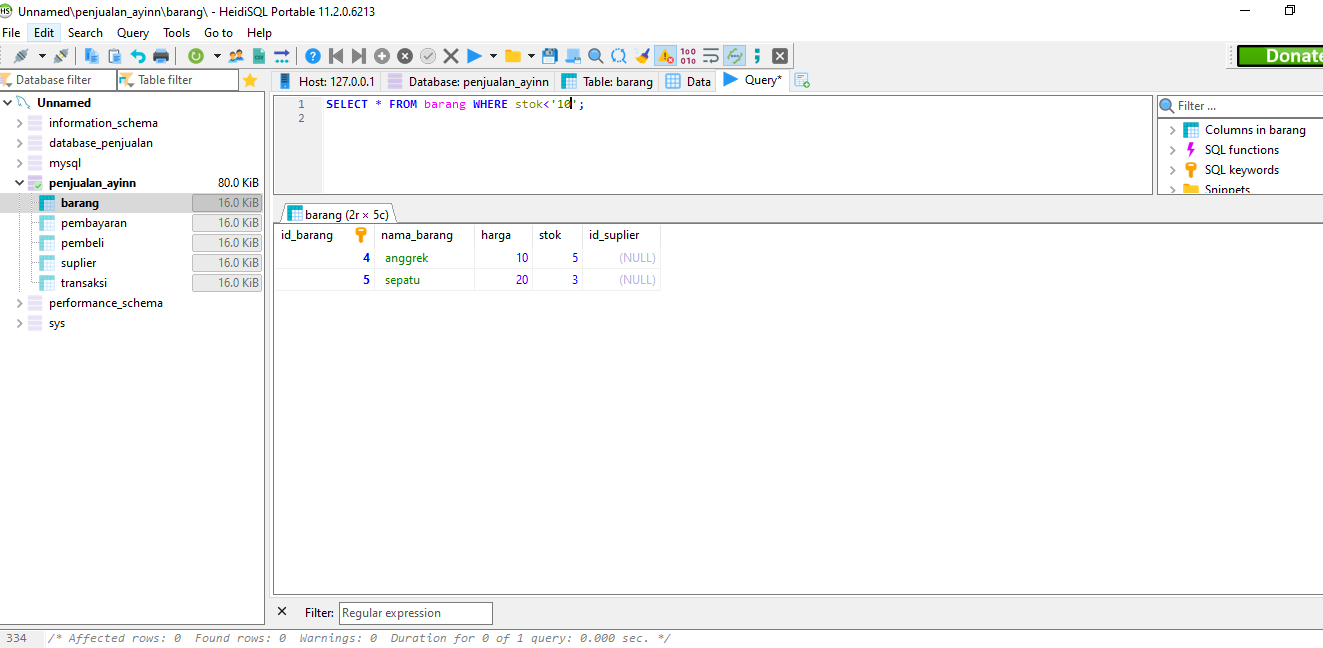 Unnamed\penjualan_ayinn\barang\ - HeidiSQL Portable 11.2.0.6213
File Edit Search Query Tools Go to Help
Donate
Database filter Table filter Host: 127.0.0.1 Database: penjualan_ayinn Table: barang Data Query*
Unnamed
information_schema
database_penjualan
mysql
penjualan_ayinn 80.0 KiB
barang 16.0 KiB
pembayaran 16.0 KiB
pembeli 16.0 KiB
suplier 16.0 KiB
transaksi 16.0 KiB
performance_schema
sys
1 SELECT * FROM barang WHERE stok<'10';
2
Filter ...
Columns in barang
SQL functions
SQL keywords
Snippets
barang (2r × 5c)
id_barang nama_barang harga stok id_suplier
4 anggrek 10 5 (NULL)
5 sepatu 20 3 (NULL)
Filter: Regular expression
334 /* Affected rows: 0 Found rows: 0 Warnings: 0 Duration for 0 of 1 query: 0.000 sec. */